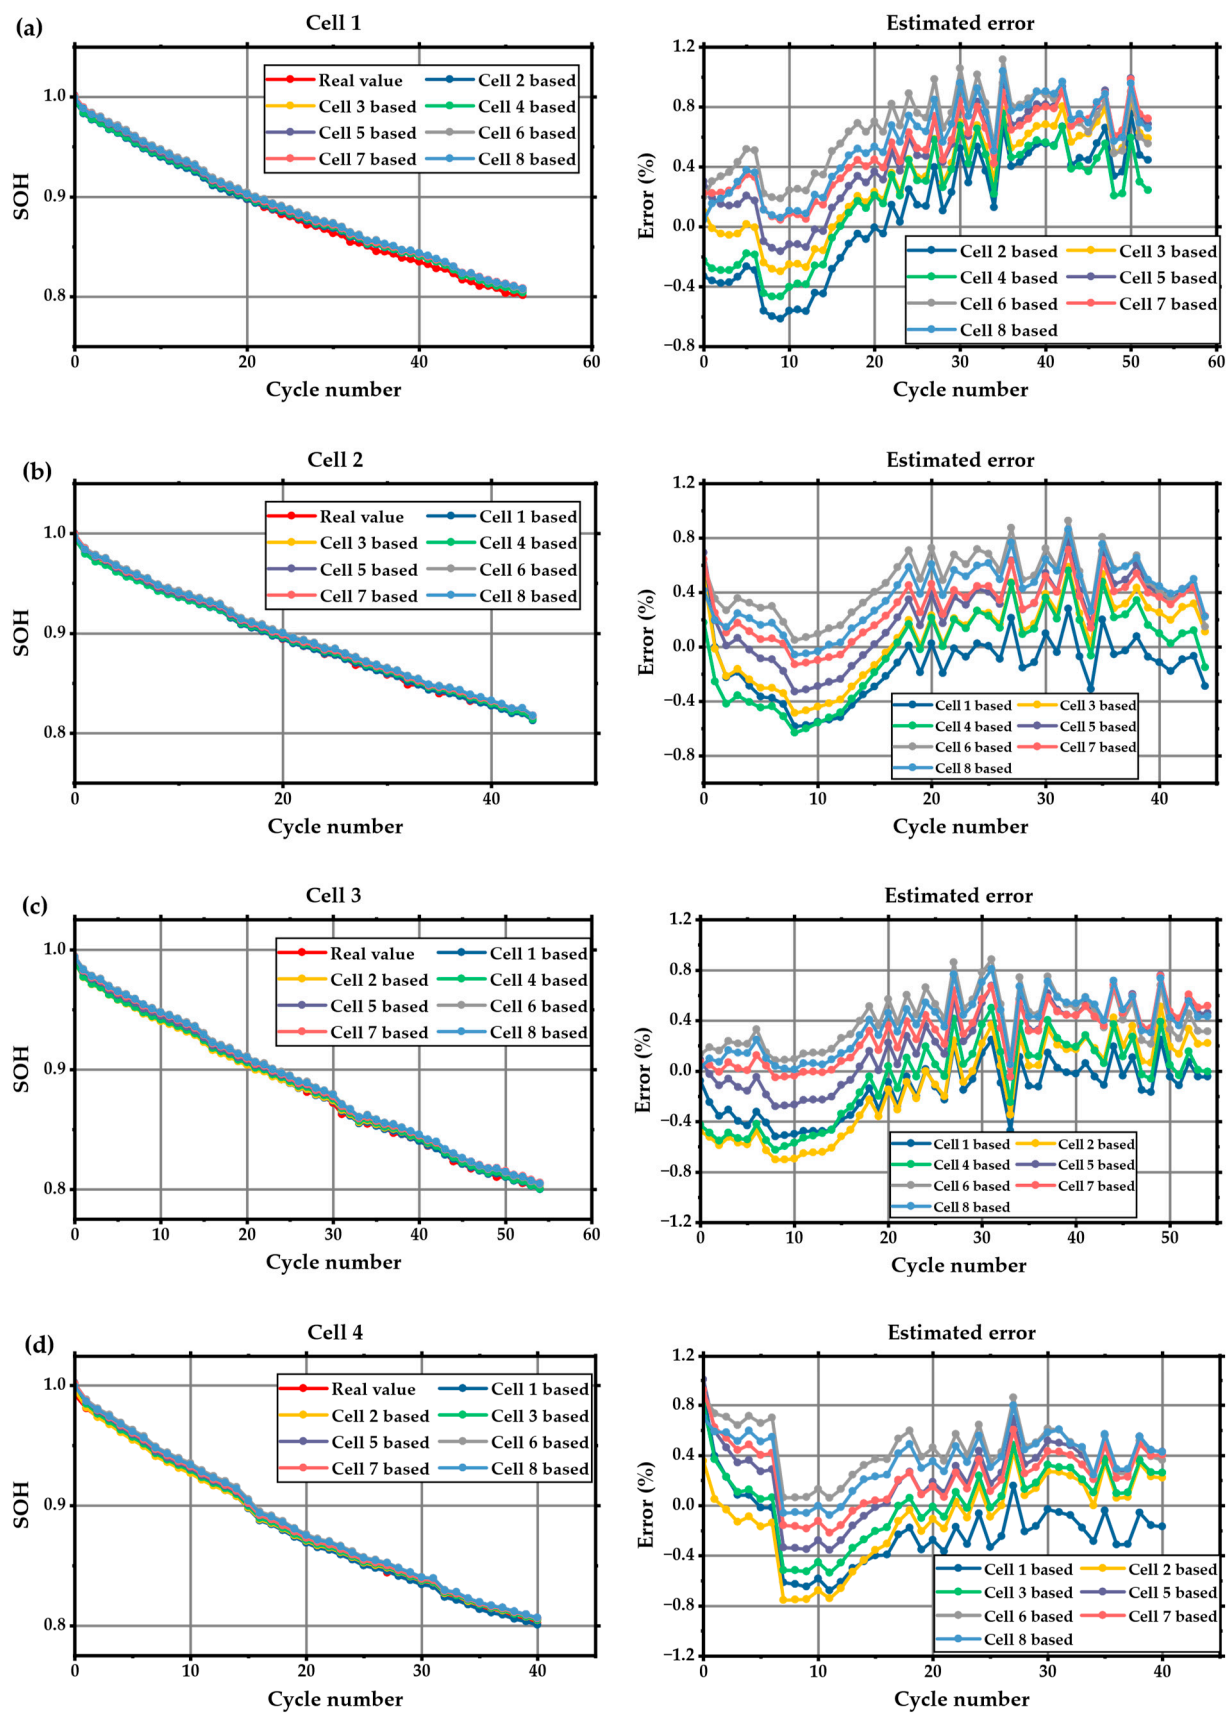 (a)
Cell 1
Estimated error
SOH
1.0
0.9
0.8
Real value
Cell 2 based
Cell 3 based
Cell 4 based
Cell 5 based
Cell 6 based
Cell 7 based
Cell 8 based
0
20
40
60
Cycle number
Error (%)
1.2
0.8
0.4
0.0
−0.4
−0.8
Cell 2 based
Cell 3 based
Cell 4 based
Cell 5 based
Cell 6 based
Cell 7 based
Cell 8 based
0
10
20
30
40
50
60
Cycle number
(b)
Cell 2
Estimated error
SOH
1.0
0.9
0.8
Real value
Cell 1 based
Cell 3 based
Cell 4 based
Cell 5 based
Cell 6 based
Cell 7 based
Cell 8 based
0
20
40
Cycle number
Error (%)
1.2
0.8
0.4
0.0
−0.4
−0.8
Cell 1 based
Cell 3 based
Cell 4 based
Cell 5 based
Cell 6 based
Cell 7 based
Cell 8 based
0
10
20
30
40
Cycle number
(c)
Cell 3
Estimated error
SOH
1.0
0.9
0.8
Real value
Cell 1 based
Cell 2 based
Cell 4 based
Cell 5 based
Cell 6 based
Cell 7 based
Cell 8 based
0
10
20
30
40
50
60
Cycle number
Error (%)
1.2
0.8
0.4
0.0
−0.4
−0.8
−1.2
Cell 1 based
Cell 2 based
Cell 4 based
Cell 5 based
Cell 6 based
Cell 7 based
Cell 8 based
0
10
20
30
40
50
Cycle number
(d)
Cell 4
Estimated error
SOH
1.0
0.9
0.8
Real value
Cell 1 based
Cell 2 based
Cell 3 based
Cell 5 based
Cell 6 based
Cell 7 based
Cell 8 based
0
10
20
30
40
Cycle number
Error (%)
1.2
0.8
0.4
0.0
−0.4
−0.8
−1.2
Cell 1 based
Cell 2 based
Cell 3 based
Cell 5 based
Cell 6 based
Cell 7 based
Cell 8 based
0
10
20
30
40
Cycle number